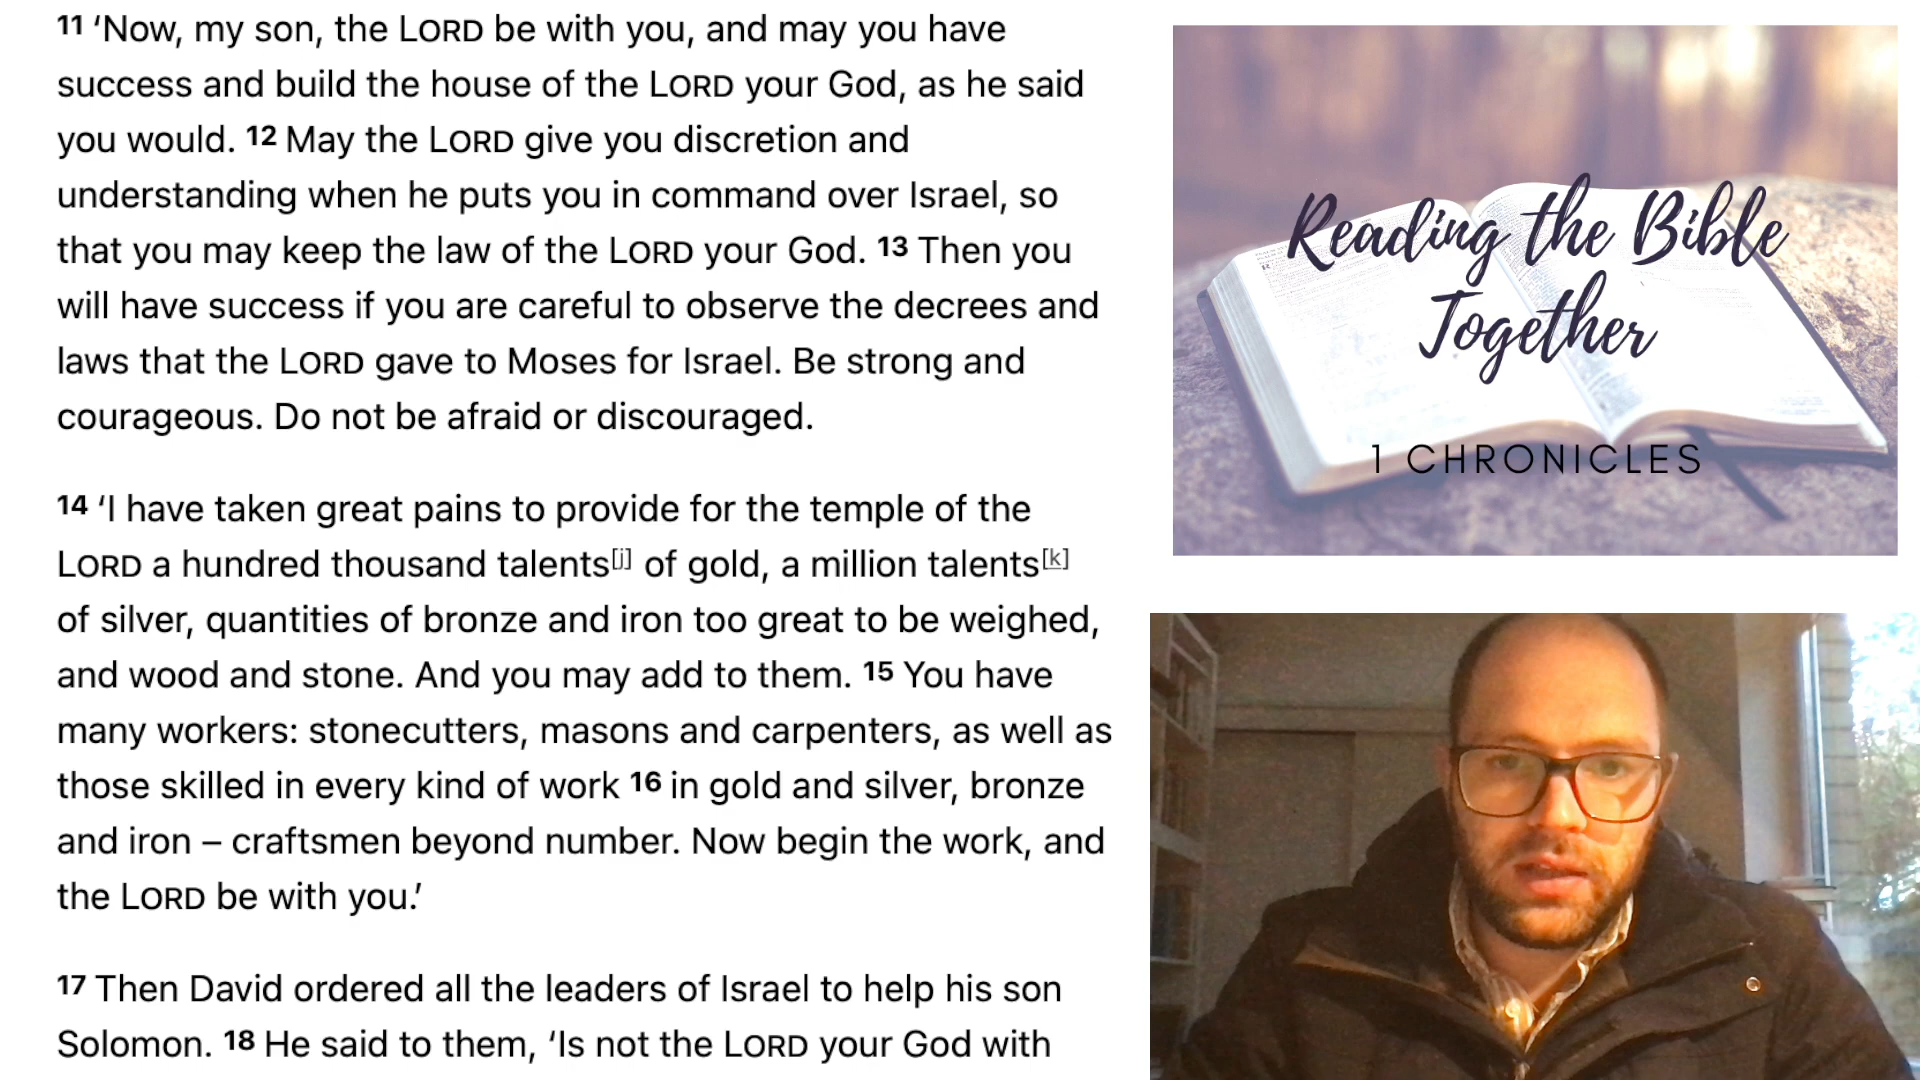 11 ‘Now, my son, the LORD be with you, and may you have
success and build the house of the LORD your God, as he said
you would. 12 May the LORD give you discretion and
understanding when he puts you in command over Israel, so
that you may keep the law of the LORD your God. 13 Then you
will have success if you are careful to observe the decrees and
laws that the LORD gave to Moses for Israel. Be strong and
courageous. Do not be afraid or discouraged.
14 ‘I have taken great pains to provide for the temple of the
LORD a hundred thousand talents[j] of gold, a million talents[k]
of silver, quantities of bronze and iron too great to be weighed,
and wood and stone. And you may add to them. 15 You have
many workers: stonecutters, masons and carpenters, as well as
those skilled in every kind of work 16 in gold and silver, bronze
and iron – craftsmen beyond number. Now begin the work, and
the LORD be with you.’
17 Then David ordered all the leaders of Israel to help his son
Solomon. 18 He said to them, ‘Is not the LORD your God with
Reading the Bible
Together
1 CHRONICLES